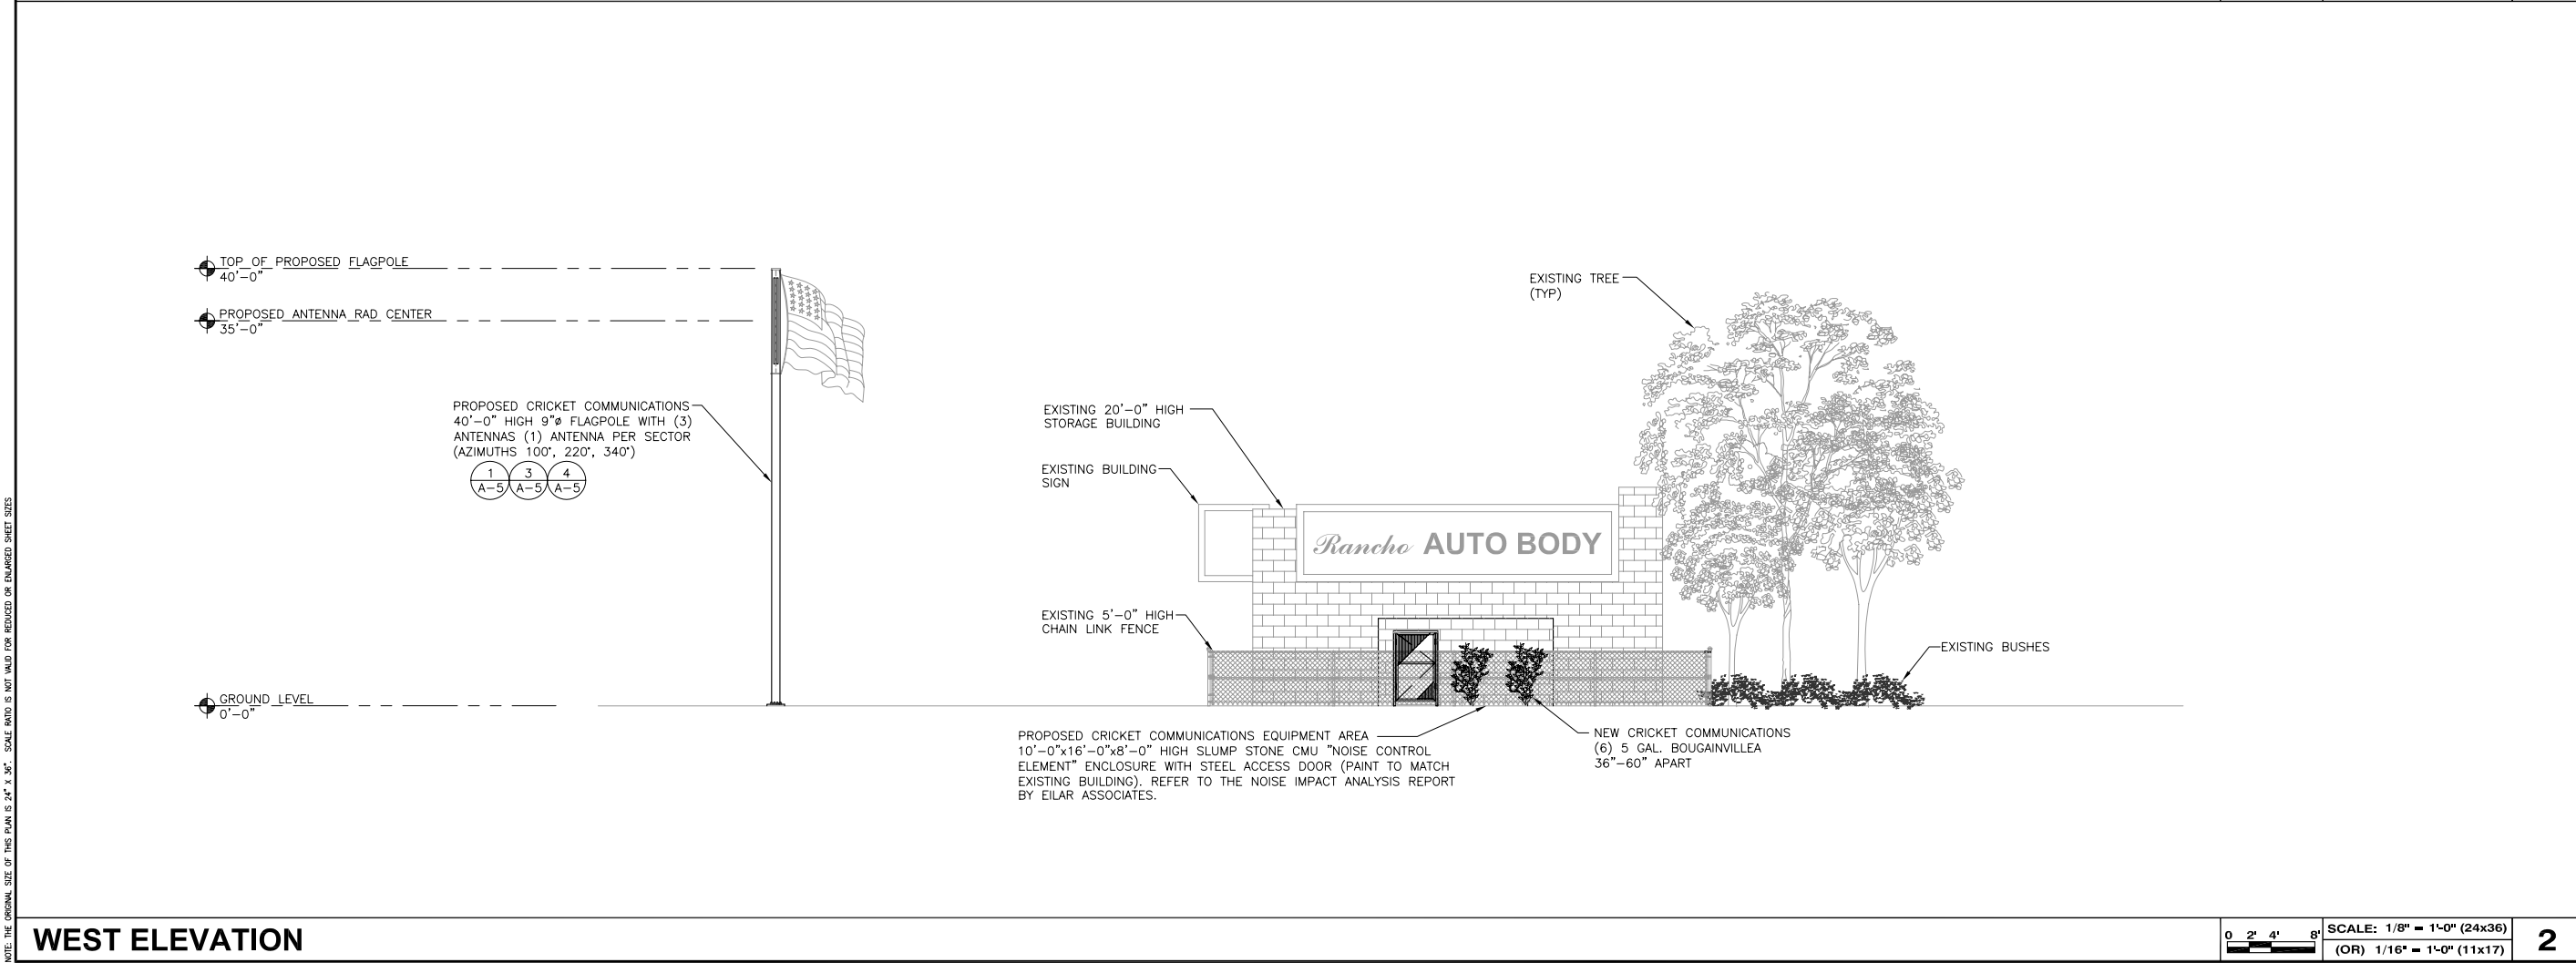 TOP OF PROPOSED FLAGPOLE
40'-0"
PROPOSED ANTENNA RAD CENTER
35'-0"
PROPOSED CRICKET COMMUNICATIONS
40'-0" HIGH 9"ø FLAGPOLE WITH (3)
ANTENNAS (1) ANTENNA PER SECTOR
(AZIMUTHS 100°, 220°, 340°)
1 3 4
A-5 A-5 A-5
GROUND LEVEL
0'-0"
EXISTING TREE
(TYP)
EXISTING 20'-0" HIGH
STORAGE BUILDING
EXISTING BUILDING
SIGN
Rancho AUTO BODY
EXISTING 5'-0" HIGH
CHAIN LINK FENCE
EXISTING BUSHES
PROPOSED CRICKET COMMUNICATIONS EQUIPMENT AREA
10'-0"x16'-0"x8'-0" HIGH SLUMP STONE CMU "NOISE CONTROL
ELEMENT" ENCLOSURE WITH STEEL ACCESS DOOR (PAINT TO MATCH
EXISTING BUILDING). REFER TO THE NOISE IMPACT ANALYSIS REPORT
BY EILAR ASSOCIATES.
NEW CRICKET COMMUNICATIONS
(6) 5 GAL. BOUGAINVILLEA
36"-60" APART
NOTE: THE ORIGINAL SIZE OF THIS PLAN IS 24" X 36". SCALE RATIO IS NOT VALID FOR REDUCED OR ENLARGED SHEET SIZES
WEST ELEVATION
0 2' 4' 8'
SCALE: 1/8" = 1'-0" (24x36)
(OR) 1/16" = 1'-0" (11x17)
2